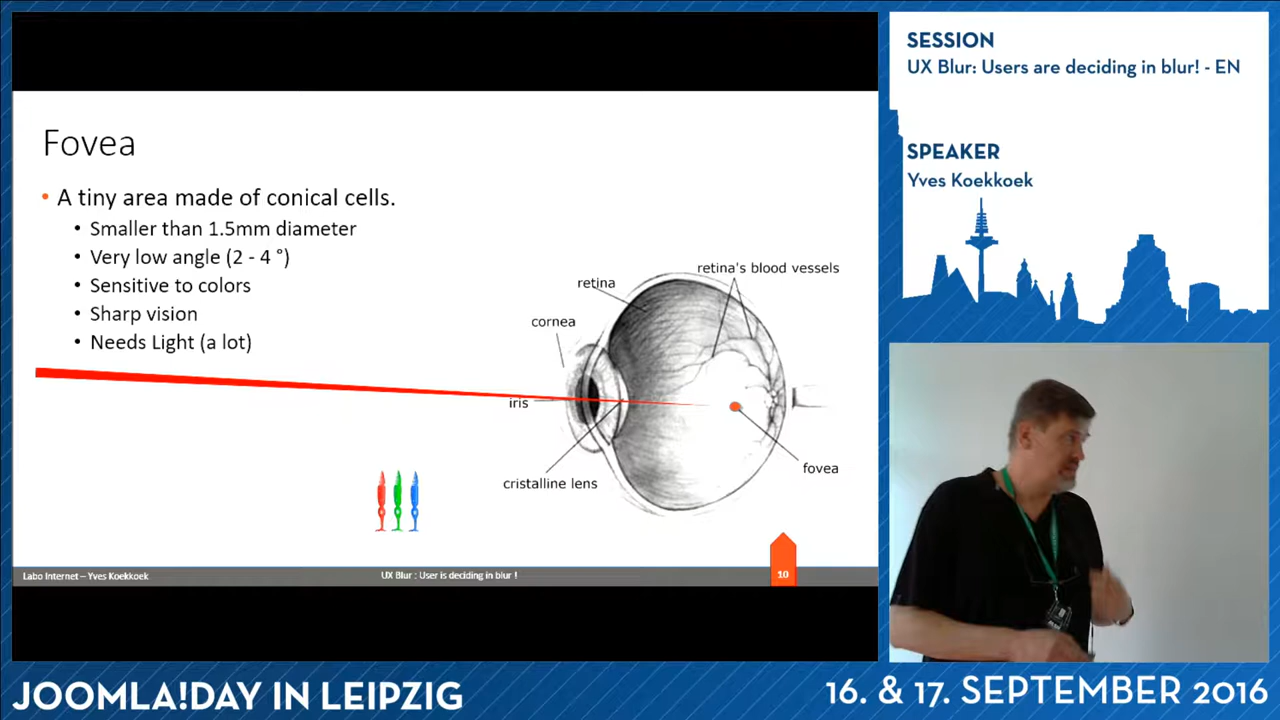 Fovea
• A tiny area made of conical cells.
• Smaller than 1.5mm diameter
• Very low angle (2 - 4 °)
• Sensitive to colors
• Sharp vision
• Needs Light (a lot)
retina's blood vessels
retina
cornea
iris
cristalline lens
fovea
Labo Internet – Yves Koekkoek
UX Blur : User is deciding in blur !
10
SESSION
UX Blur: Users are deciding in blur! - EN
SPEAKER
Yves Koekkoek
JOOMLA!DAY IN LEIPZIG
16. & 17. SEPTEMBER 2016